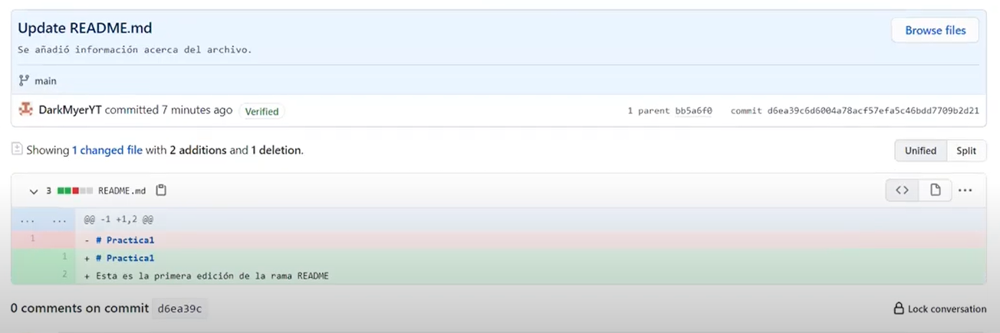 Update README.md
Browse files
Se añadió información acerca del archivo.
main
DarkMyerYT committed 7 minutes ago Verified 1 parent bb5a6f0 commit d6ea39c6d6004a78acf57efa5c46bdd7709b2d21
Showing 1 changed file with 2 additions and 1 deletion. Unified Split
3 README.md
... ... @@ -1 +1,2 @@
1 - # Practica1
1 + # Practica1
2 + Esta es la primera edición de la rama README
0 comments on commit d6ea39c Lock conversation